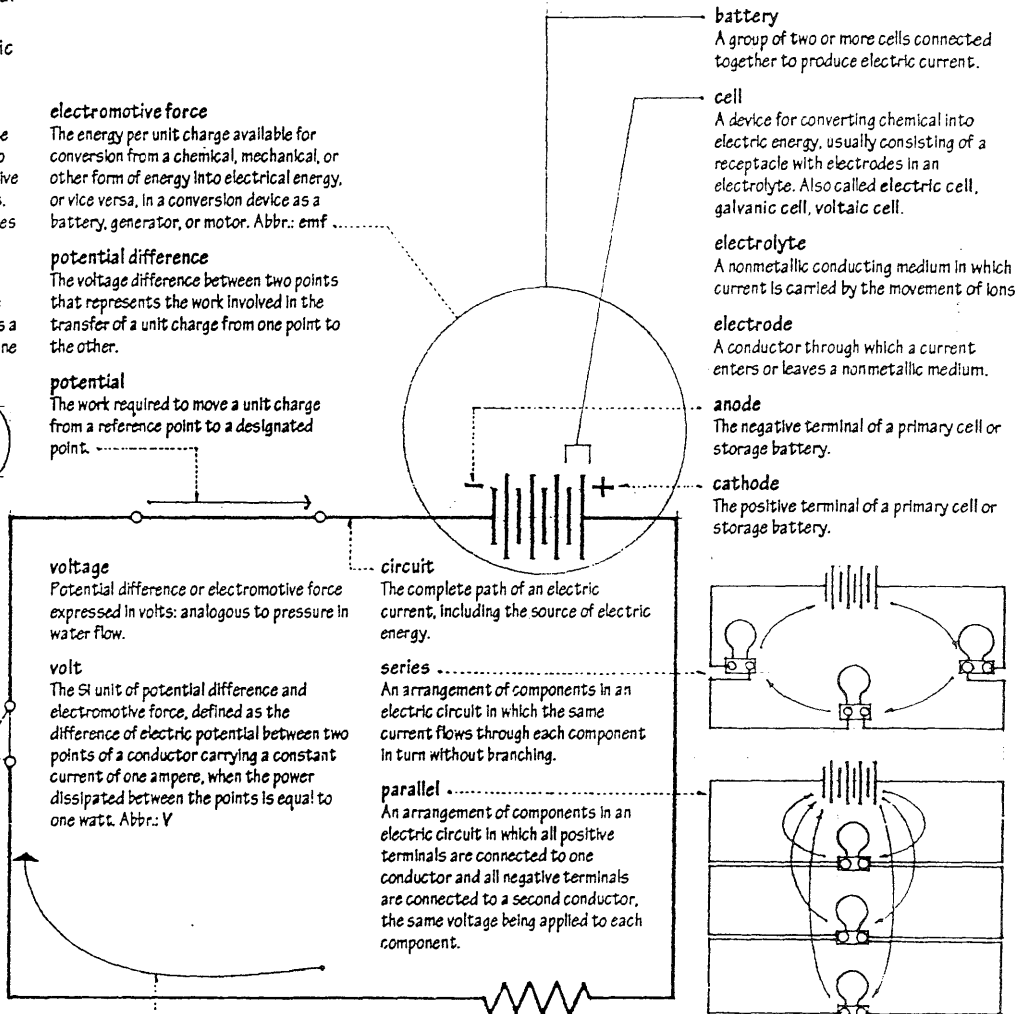 ic
e
o
ive
s.
es
s a
ne
electromotive force
The energy per unit charge available for
conversion from a chemical, mechanical, or
other form of energy into electrical energy,
or vice versa, in a conversion device as a
battery, generator, or motor. Abbr.: emf
potential difference
The voltage difference between two points
that represents the work involved in the
transfer of a unit charge from one point to
the other.
potential
The work required to move a unit charge
from a reference point to a designated
point.
battery
A group of two or more cells connected
together to produce electric current.
cell
A device for converting chemical into
electric energy, usually consisting of a
receptacle with electrodes in an
electrolyte. Also called electric cell,
galvanic cell, voltaic cell.
electrolyte
A nonmetallic conducting medium in which
current is carried by the movement of ions
electrode
A conductor through which a current
enters or leaves a nonmetallic medium.
anode
The negative terminal of a primary cell or
storage battery.
cathode
The positive terminal of a primary cell or
storage battery.
− +
voltage
Potential difference or electromotive force
expressed in volts: analogous to pressure in
water flow.
volt
The SI unit of potential difference and
electromotive force, defined as the
difference of electric potential between two
points of a conductor carrying a constant
current of one ampere, when the power
dissipated between the points is equal to
one watt. Abbr.: V
circuit
The complete path of an electric
current, including the source of electric
energy.
series
An arrangement of components in an
electric circuit in which the same
current flows through each component
in turn without branching.
parallel
An arrangement of components in an
electric circuit in which all positive
terminals are connected to one
conductor and all negative terminals
are connected to a second conductor,
the same voltage being applied to each
component.